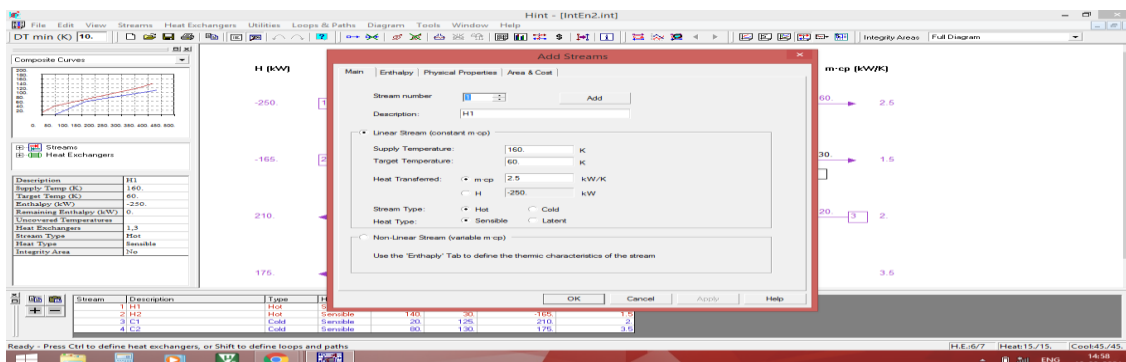 Hint - [IntEn2.int]
File Edit View Streams Heat Exchangers Utilities Loops & Paths Diagram Tools Window Help
DT min (K) 10. Integrity Areas Full Diagram
Composite Curves
Streams
Heat Exchangers
Description H1
Supply Temp (K) 160.
Target Temp (K) 60.
Enthalpy (kW) -250.
Remaining Enthalpy (kW) 0.
Uncovered Temperatures
Heat Exchangers 1,3
Stream Type Hot
Heat Type Sensible
Integrity Area No
H (kW)
-250.
-165.
210.
175.
Add Streams
Main Enthalpy Physical Properties Area & Cost
Stream number Add
Description: H1
Linear Stream (constant m·cp)
Supply Temperature: 160. K
Target Temperature: 60. K
Heat Transferred: m·cp 2.5 kW/K
H -250. kW
Stream Type: Hot Cold
Heat Type: Sensible Latent
Non-Linear Stream (variable m·cp)
Use the 'Enthaply' Tab to define the thermic characteristics of the stream
OK Cancel Apply Help
m·cp (kW/K)
60. 2.5
30. 1.5
20. 3 2.
3.5
Stream Description Type
1 H1 Hot
2 H2 Hot Sensible 140. 30. -165. 1.5
3 C1 Cold Sensible 20. 125. 210. 2.
4 C2 Cold Sensible 80. 130. 175. 3.5
Ready - Press Ctrl to define heat exchangers, or Shift to define loops and paths
H.E.:6/7 Heat:15./15. Cool:45./45.
ENG 14:58